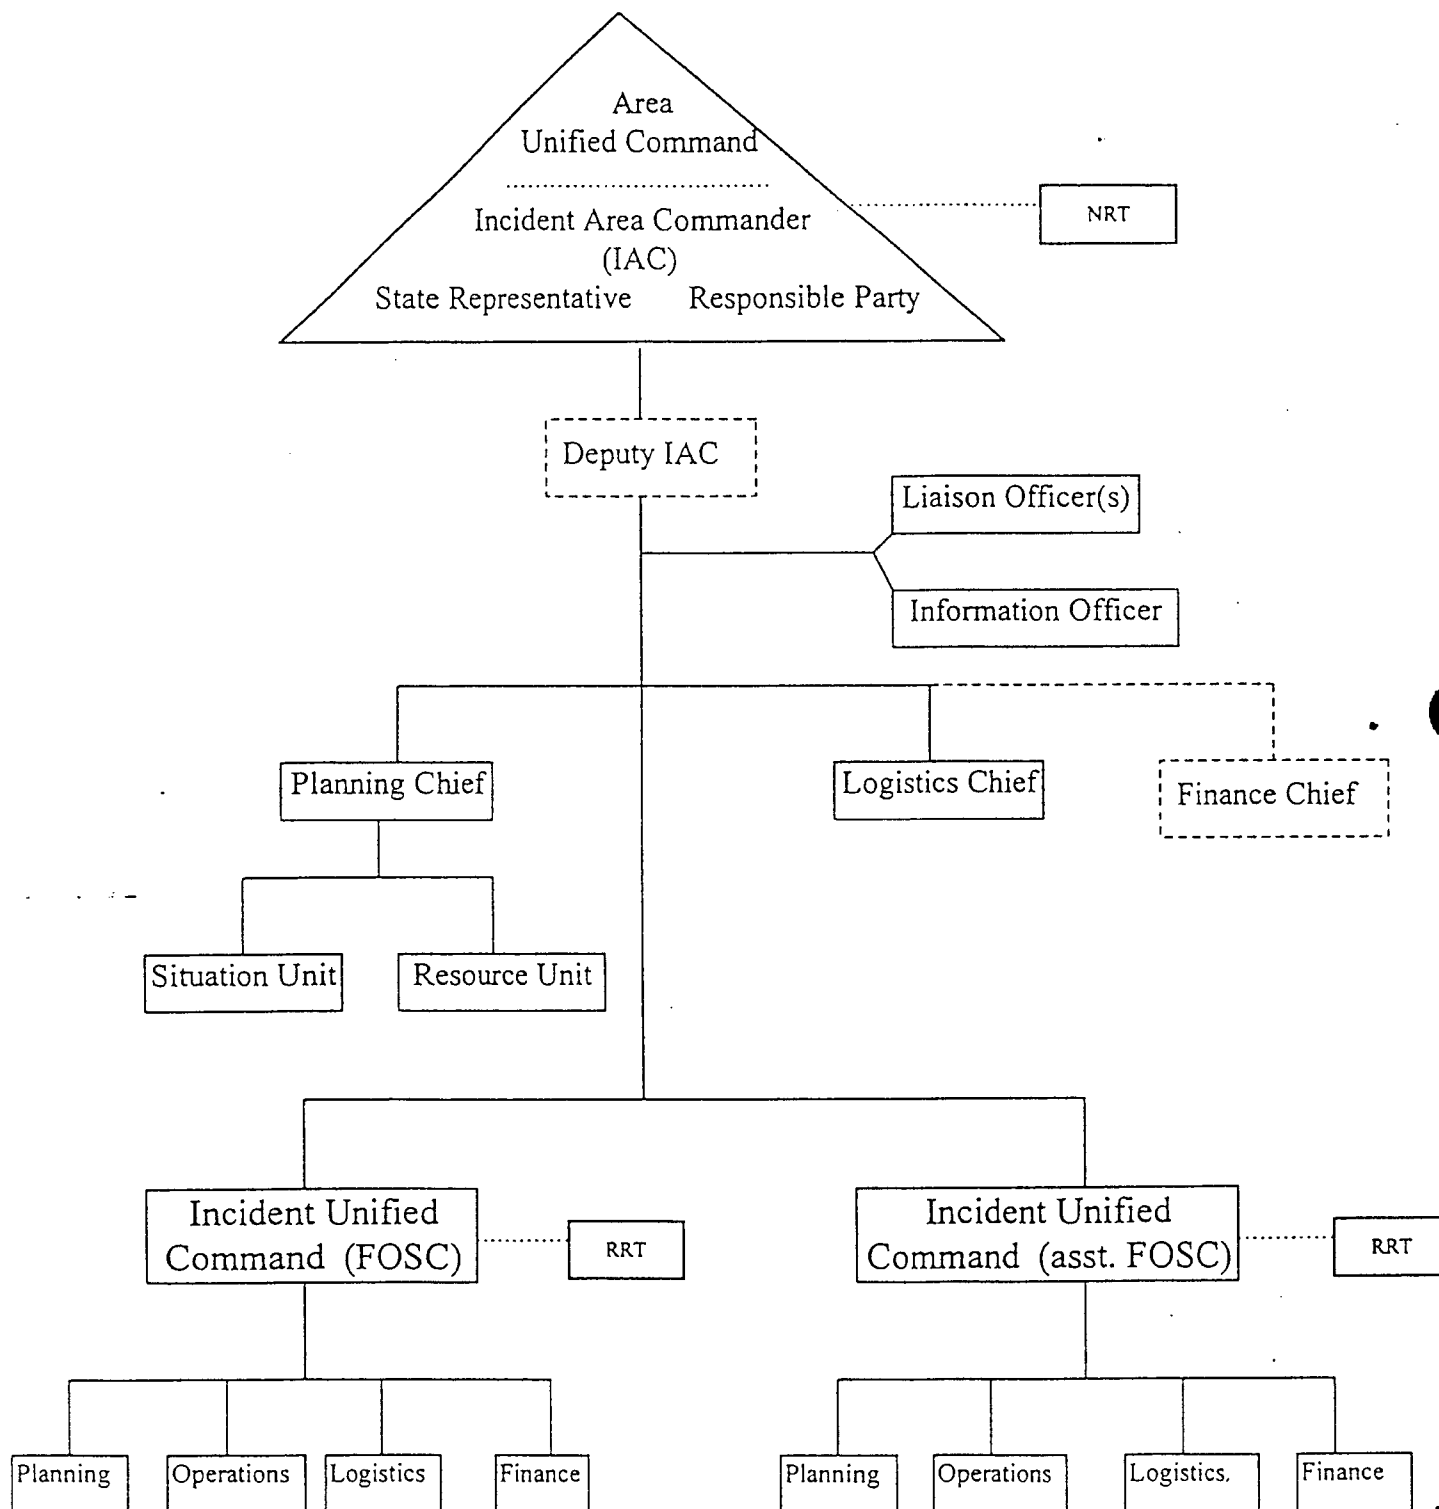 Area
Unified Command
Incident Area Commander
(IAC)
State Representative Responsible Party
NRT
Deputy IAC
Liaison Officer(s)
Information Officer
Planning Chief
Logistics Chief
Finance Chief
Situation Unit
Resource Unit
Incident Unified
Command (FOSC)
RRT
Incident Unified
Command (asst. FOSC)
RRT
Planning
Operations
Logistics
Finance
Planning
Operations
Logistics.
Finance